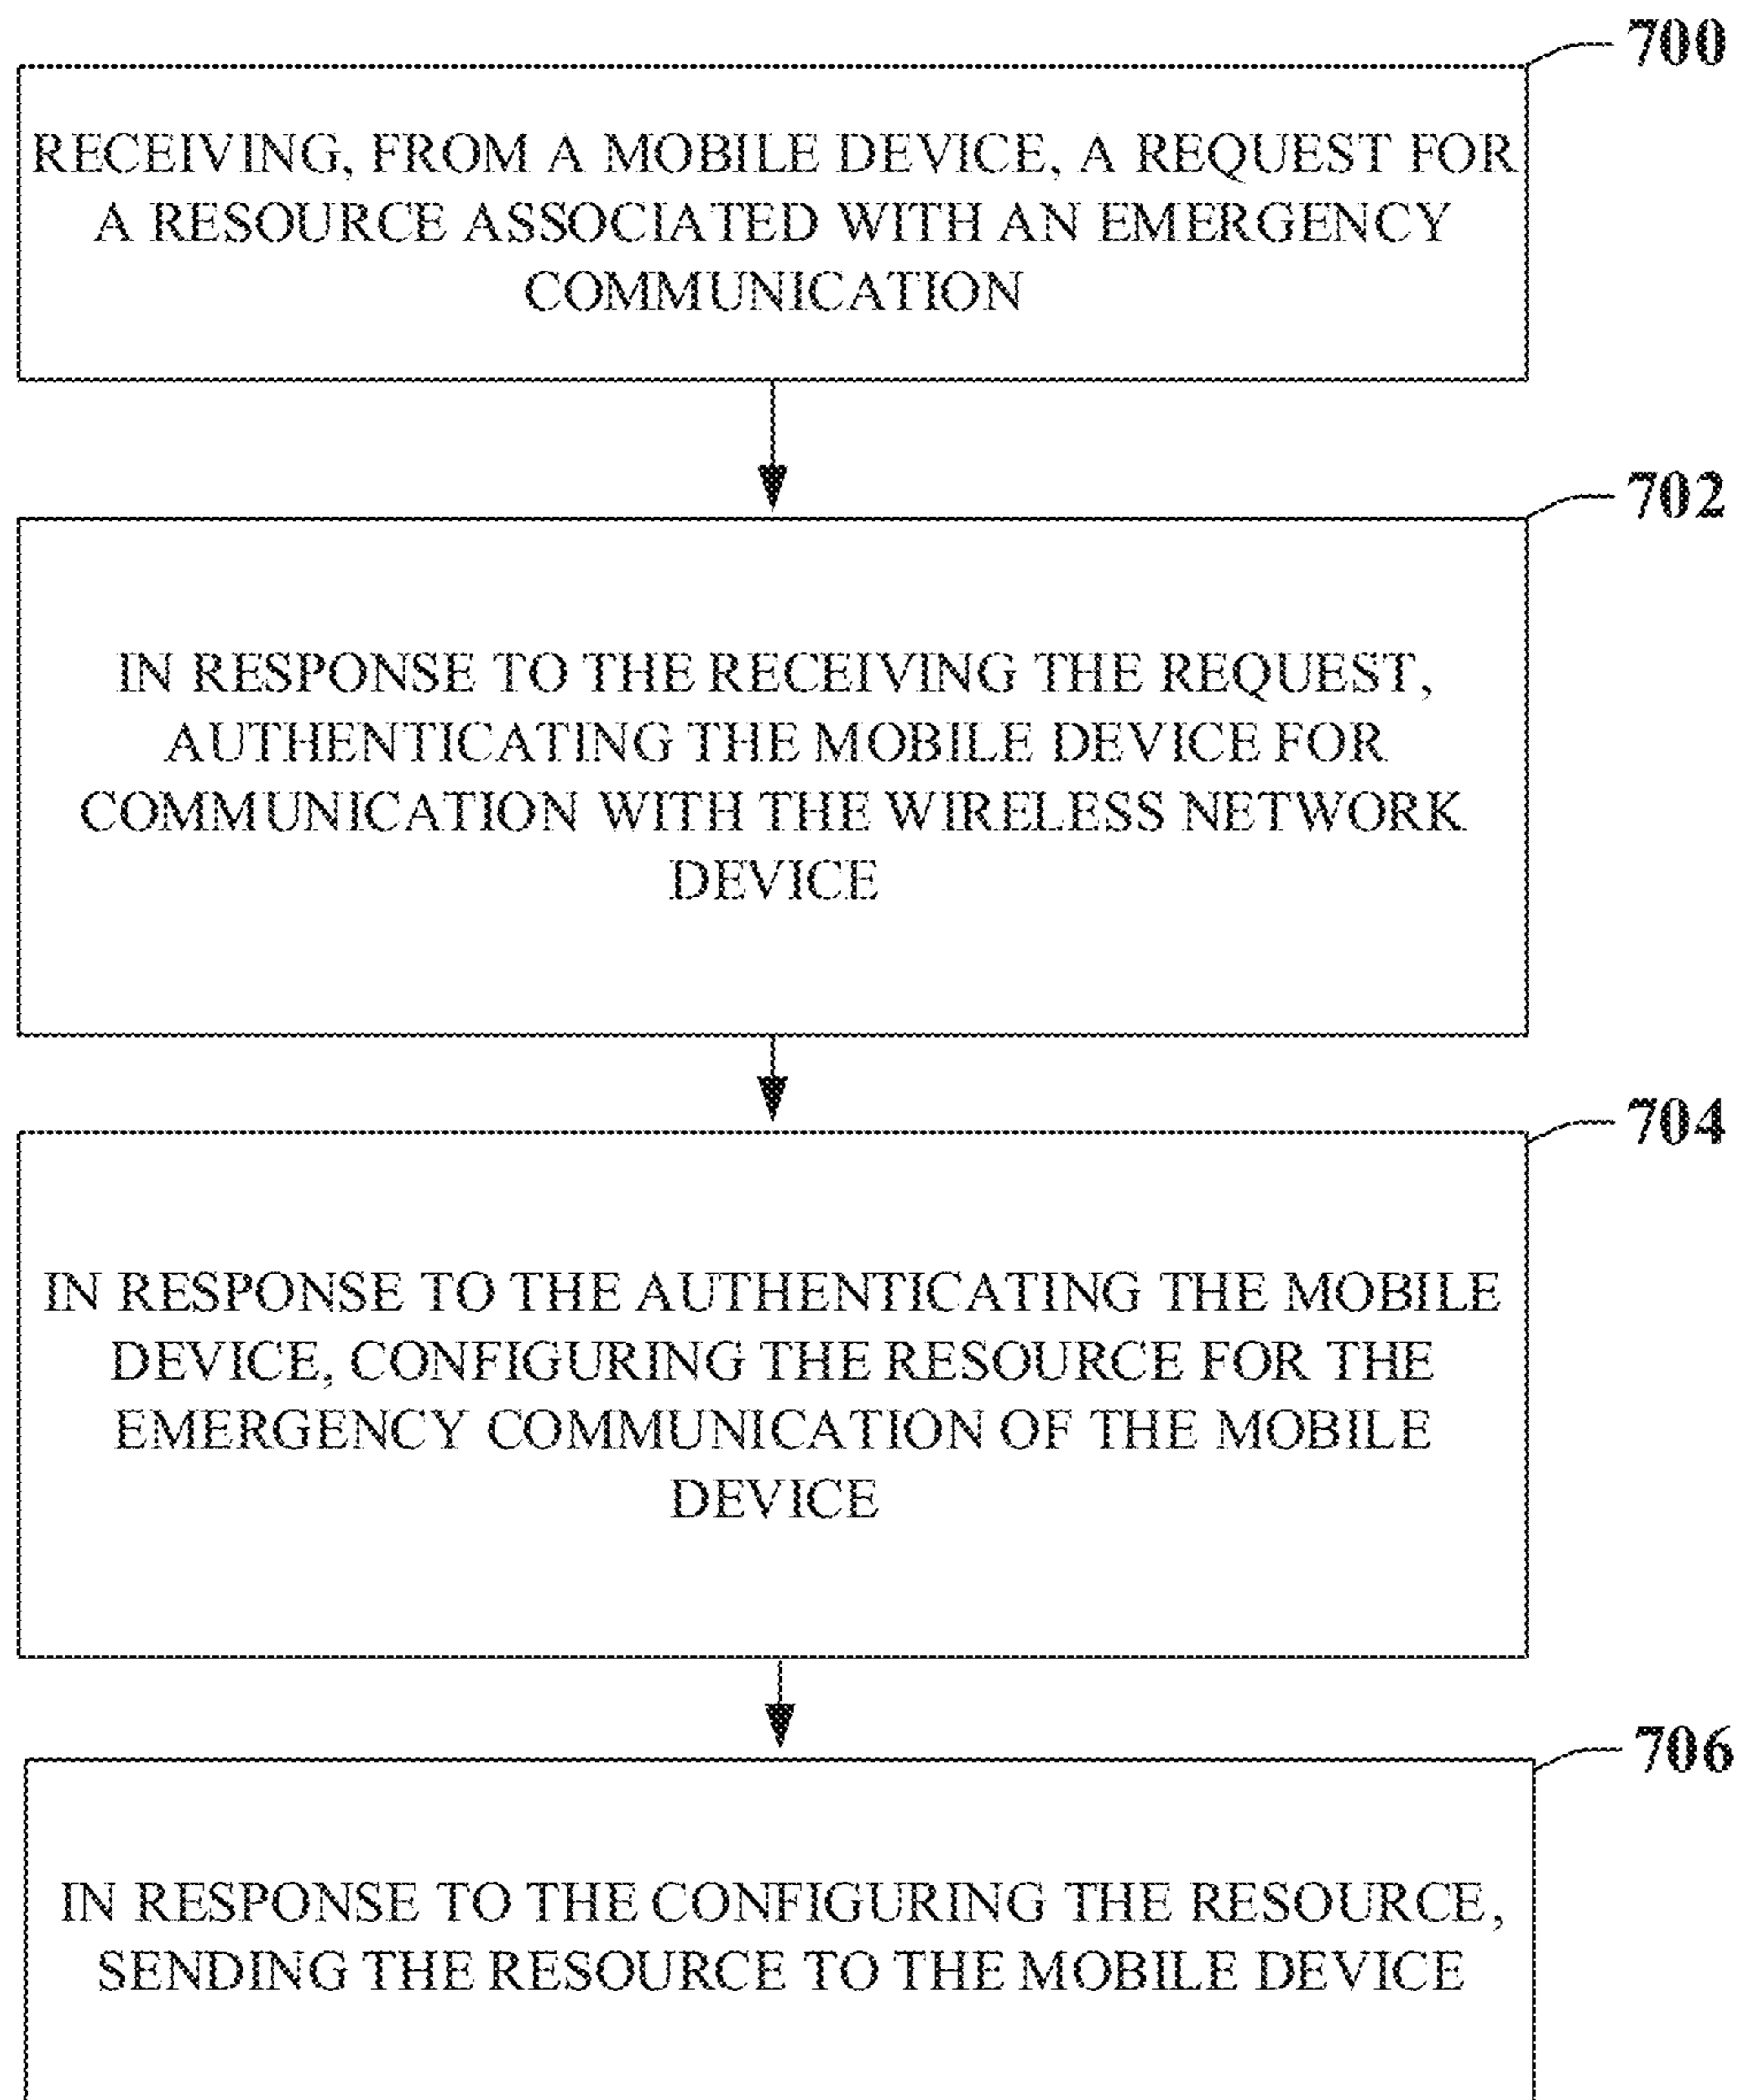 700
RECEIVING, FROM A MOBILE DEVICE, A REQUEST FOR
A RESOURCE ASSOCIATED WITH AN EMERGENCY
COMMUNICATION
702
IN RESPONSE TO THE RECEIVING THE REQUEST,
AUTHENTICATING THE MOBILE DEVICE FOR
COMMUNICATION WITH THE WIRELESS NETWORK
DEVICE
704
IN RESPONSE TO THE AUTHENTICATING THE MOBILE
DEVICE, CONFIGURING THE RESOURCE FOR THE
EMERGENCY COMMUNICATION OF THE MOBILE
DEVICE
706
IN RESPONSE TO THE CONFIGURING THE RESOURCE,
SENDING THE RESOURCE TO THE MOBILE DEVICE